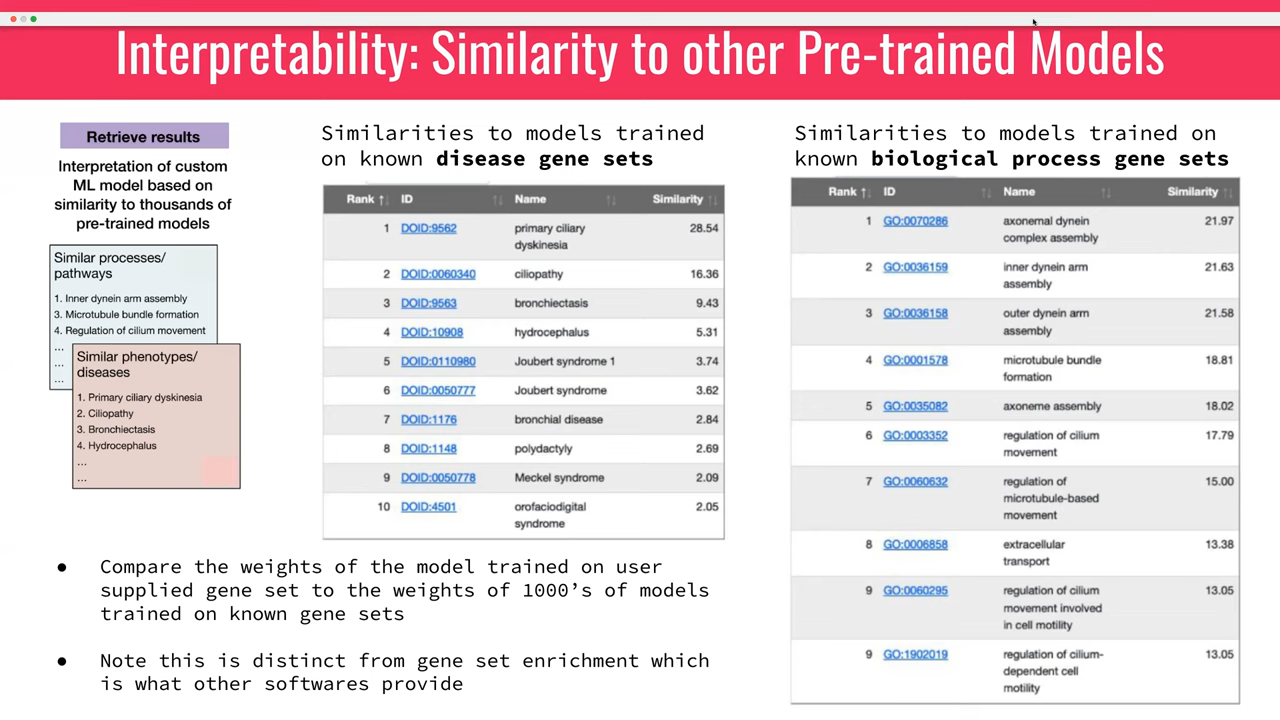 Interpretability: Similarity to other Pre-trained Models
Retrieve results
Interpretation of custom
ML model based on
similarity to thousands of
pre-trained models
Similar processes/
pathways
1. Inner dynein arm assembly
3. Microtubule bundle formation
4. Regulation of cilium movement
...
...
...
Similar phenotypes/
diseases
1. Primary ciliary dyskinesia
2. Ciliopathy
3. Bronchiectasis
4. Hydrocephalus
...
...
Similarities to models trained
on known disease gene sets
Rank ID Name Similarity
1 DOID:9562 primary ciliary 28.54
dyskinesia
2 DOID:0060340 ciliopathy 16.36
3 DOID:9563 bronchiectasis 9.43
4 DOID:10908 hydrocephalus 5.31
5 DOID:0110980 Joubert syndrome 1 3.74
6 DOID:0050777 Joubert syndrome 3.62
7 DOID:1176 bronchial disease 2.84
8 DOID:1148 polydactyly 2.69
9 DOID:0050778 Meckel syndrome 2.09
10 DOID:4501 orofaciodigital 2.05
syndrome
Similarities to models trained on
known biological process gene sets
Rank ID Name Similarity
1 GO:0070286 axonemal dynein 21.97
complex assembly
2 GO:0036159 inner dynein arm 21.63
assembly
3 GO:0036158 outer dynein arm 21.58
assembly
4 GO:0001578 microtubule bundle 18.81
formation
5 GO:0035082 axoneme assembly 18.02
6 GO:0003352 regulation of cilium 17.79
movement
7 GO:0060632 regulation of 15.00
microtubule-based
movement
8 GO:0006858 extracellular 13.38
transport
9 GO:0060295 regulation of cilium 13.05
movement involved
in cell motility
9 GO:1902019 regulation of cilium- 13.05
dependent cell
motility
● Compare the weights of the model trained on user
supplied gene set to the weights of 1000’s of models
trained on known gene sets
● Note this is distinct from gene set enrichment which
is what other softwares provide